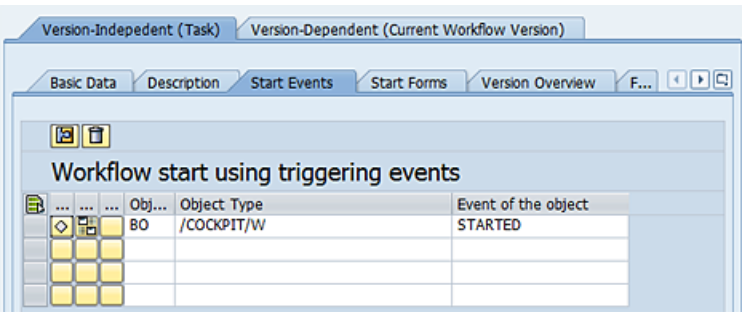 Version-Indepedent (Task) Version-Dependent (Current Workflow Version)
Basic Data Description Start Events Start Forms Version Overview F...
Workflow start using triggering events
... ... ... Obj... Object Type Event of the object
BO /COCKPIT/W STARTED